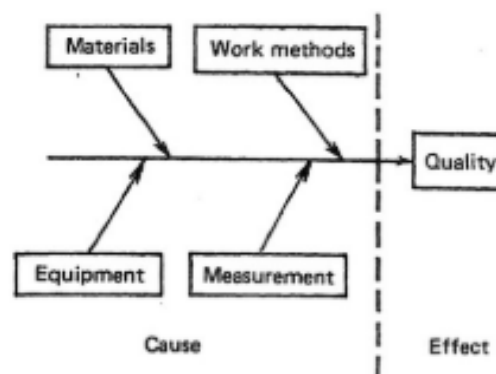 Materials
Work methods
Quality
Equipment
Measurement
Cause
Effect